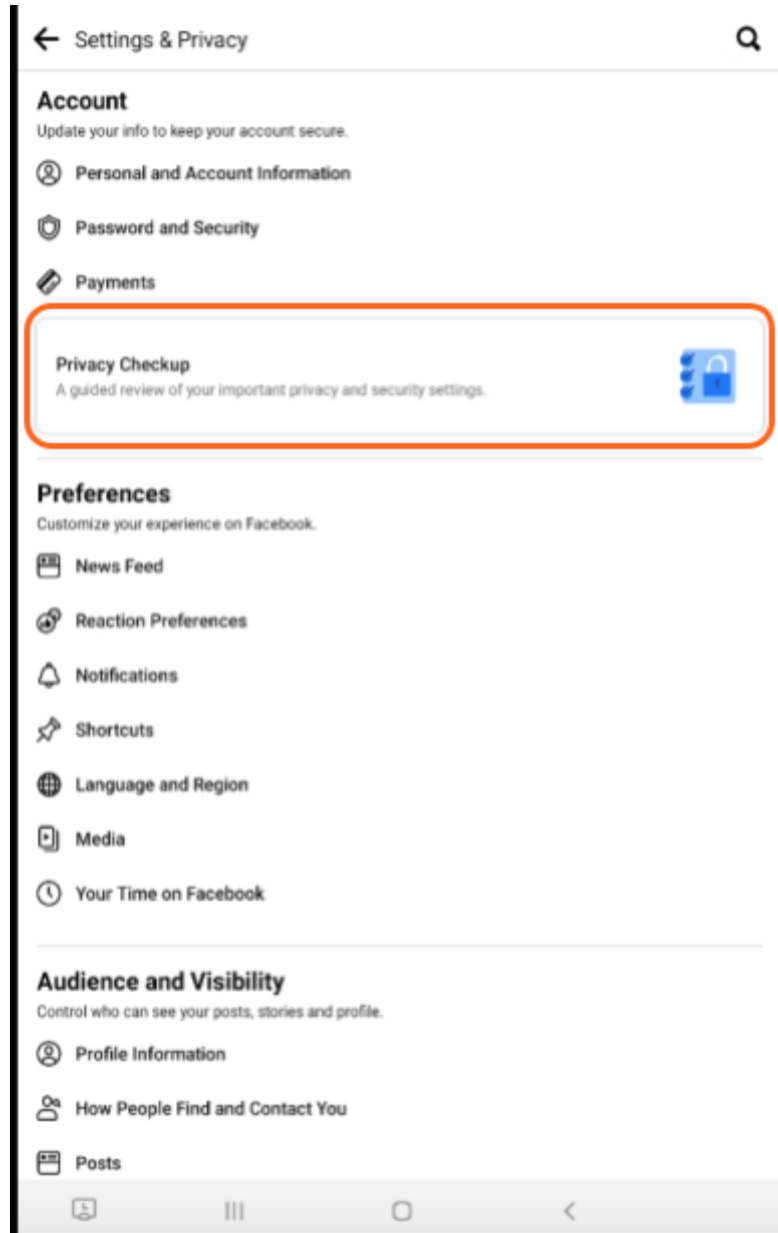 Settings & Privacy
Account
Update your info to keep your account secure.
Personal and Account Information
Password and Security
Payments
Privacy Checkup
A guided review of your important privacy and security settings.
Preferences
Customize your experience on Facebook.
News Feed
Reaction Preferences
Notifications
Shortcuts
Language and Region
Media
Your Time on Facebook
Audience and Visibility
Control who can see your posts, stories and profile.
Profile Information
How People Find and Contact You
Posts